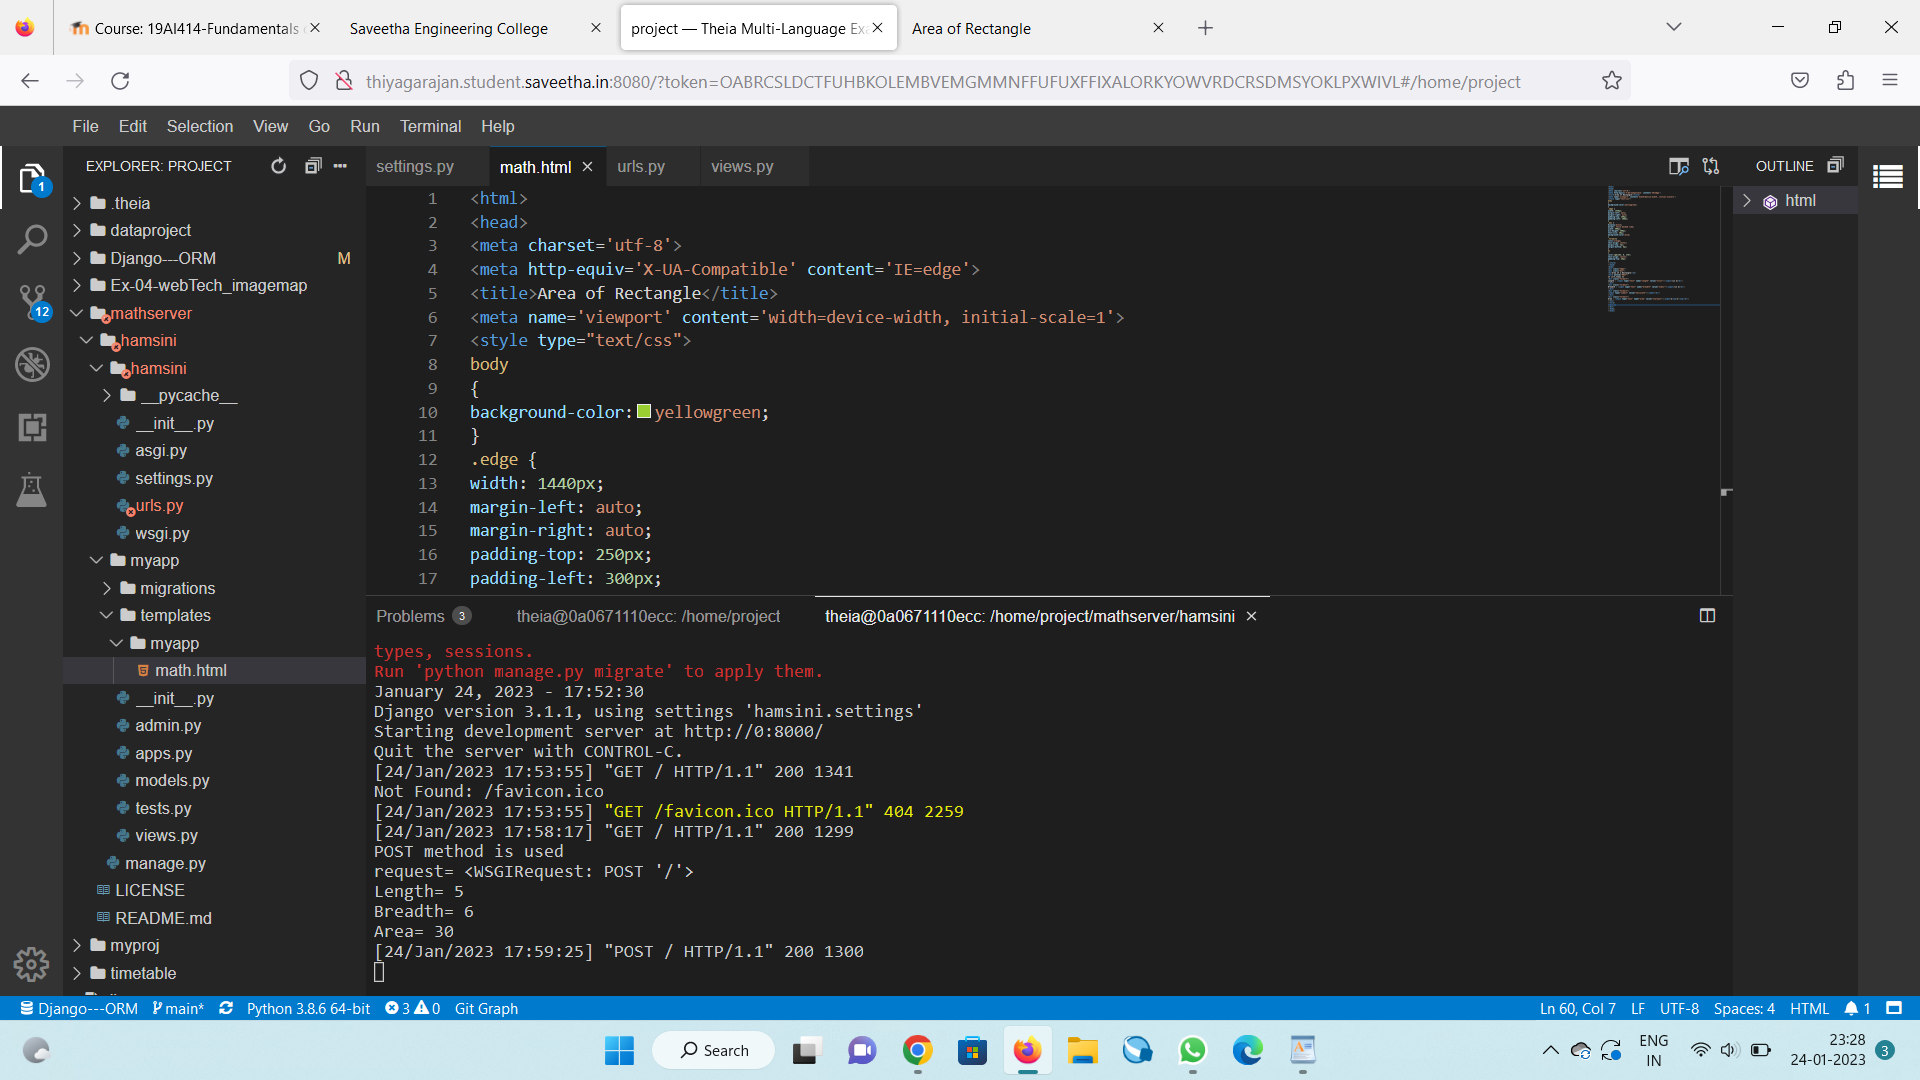 Course: 19AI414-Fundamentals
Saveetha Engineering College
project — Theia Multi-Language Ex
Area of Rectangle
thiyagarajan.student.saveetha.in:8080/?token=OABRCSLDCTFUHBKOLEMBVEMGMMNFFUFUXFFIXALORKYOWVRDCRSDMSYOKLPXWIVL#/home/project
File Edit Selection View Go Run Terminal Help
1
12
EXPLORER: PROJECT
.theia
dataproject
Django---ORM M
Ex-04-webTech_imagemap
mathserver
hamsini
hamsini
__pycache__
__init__.py
asgi.py
settings.py
urls.py
wsgi.py
myapp
migrations
templates
myapp
math.html
__init__.py
admin.py
apps.py
models.py
tests.py
views.py
manage.py
LICENSE
README.md
myproj
timetable
settings.py math.html urls.py views.py
1 <html>
2 <head>
3 <meta charset='utf-8'>
4 <meta http-equiv='X-UA-Compatible' content='IE=edge'>
5 <title>Area of Rectangle</title>
6 <meta name='viewport' content='width=device-width, initial-scale=1'>
7 <style type="text/css">
8 body
9 {
10 background-color: yellowgreen;
11 }
12 .edge {
13 width: 1440px;
14 margin-left: auto;
15 margin-right: auto;
16 padding-top: 250px;
17 padding-left: 300px;
OUTLINE
html
Problems 3 theia@0a0671110ecc: /home/project theia@0a0671110ecc: /home/project/mathserver/hamsini
types, sessions.
Run 'python manage.py migrate' to apply them.
January 24, 2023 - 17:52:30
Django version 3.1.1, using settings 'hamsini.settings'
Starting development server at http://0:8000/
Quit the server with CONTROL-C.
[24/Jan/2023 17:53:55] "GET / HTTP/1.1" 200 1341
Not Found: /favicon.ico
[24/Jan/2023 17:53:55] "GET /favicon.ico HTTP/1.1" 404 2259
[24/Jan/2023 17:58:17] "GET / HTTP/1.1" 200 1299
POST method is used
request= <WSGIRequest: POST '/'>
Length= 5
Breadth= 6
Area= 30
[24/Jan/2023 17:59:25] "POST / HTTP/1.1" 200 1300
Django---ORM main* Python 3.8.6 64-bit 3 0 Git Graph Ln 60, Col 7 LF UTF-8 Spaces: 4 HTML 1
Search
ENG
IN
23:28
24-01-2023
3